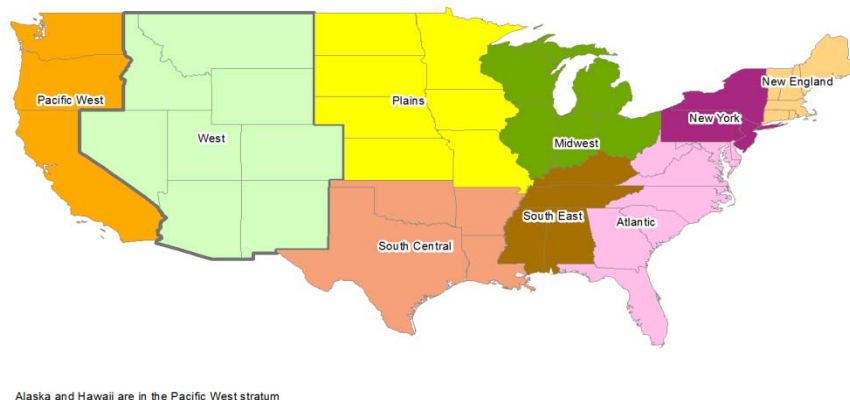 New England
Pacific West
Plains
New York
West
Midwest
South East
Atlantic
South Central
Alaska and Hawaii are in the Pacific West stratum